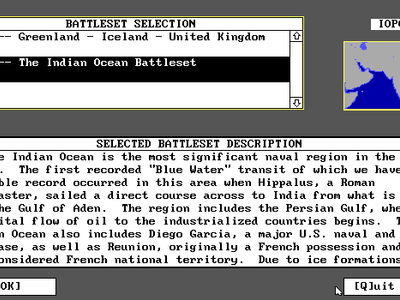 BATTLESET SELECTION
-- Greenland - Iceland - United Kingdom
-- The Indian Ocean Battleset
IOPG
SELECTED BATTLESET DESCRIPTION
e Indian Ocean is the most significant naval region in the
. The first recorded "Blue Water" transit of which we have
ble record occurred in this area when Hippalus, a Roman
aster, sailed a direct course across to India from what is
he Gulf of Aden. The region includes the Persian Gulf, whe
ital flow of oil to the industrialized countries begins. T
n Ocean also includes Diego Garcia, a major U.S. naval and
ase, as well as Reunion, originally a French possession and
onsidered French national territory. Due to ice formations
OK]
[Q]uit